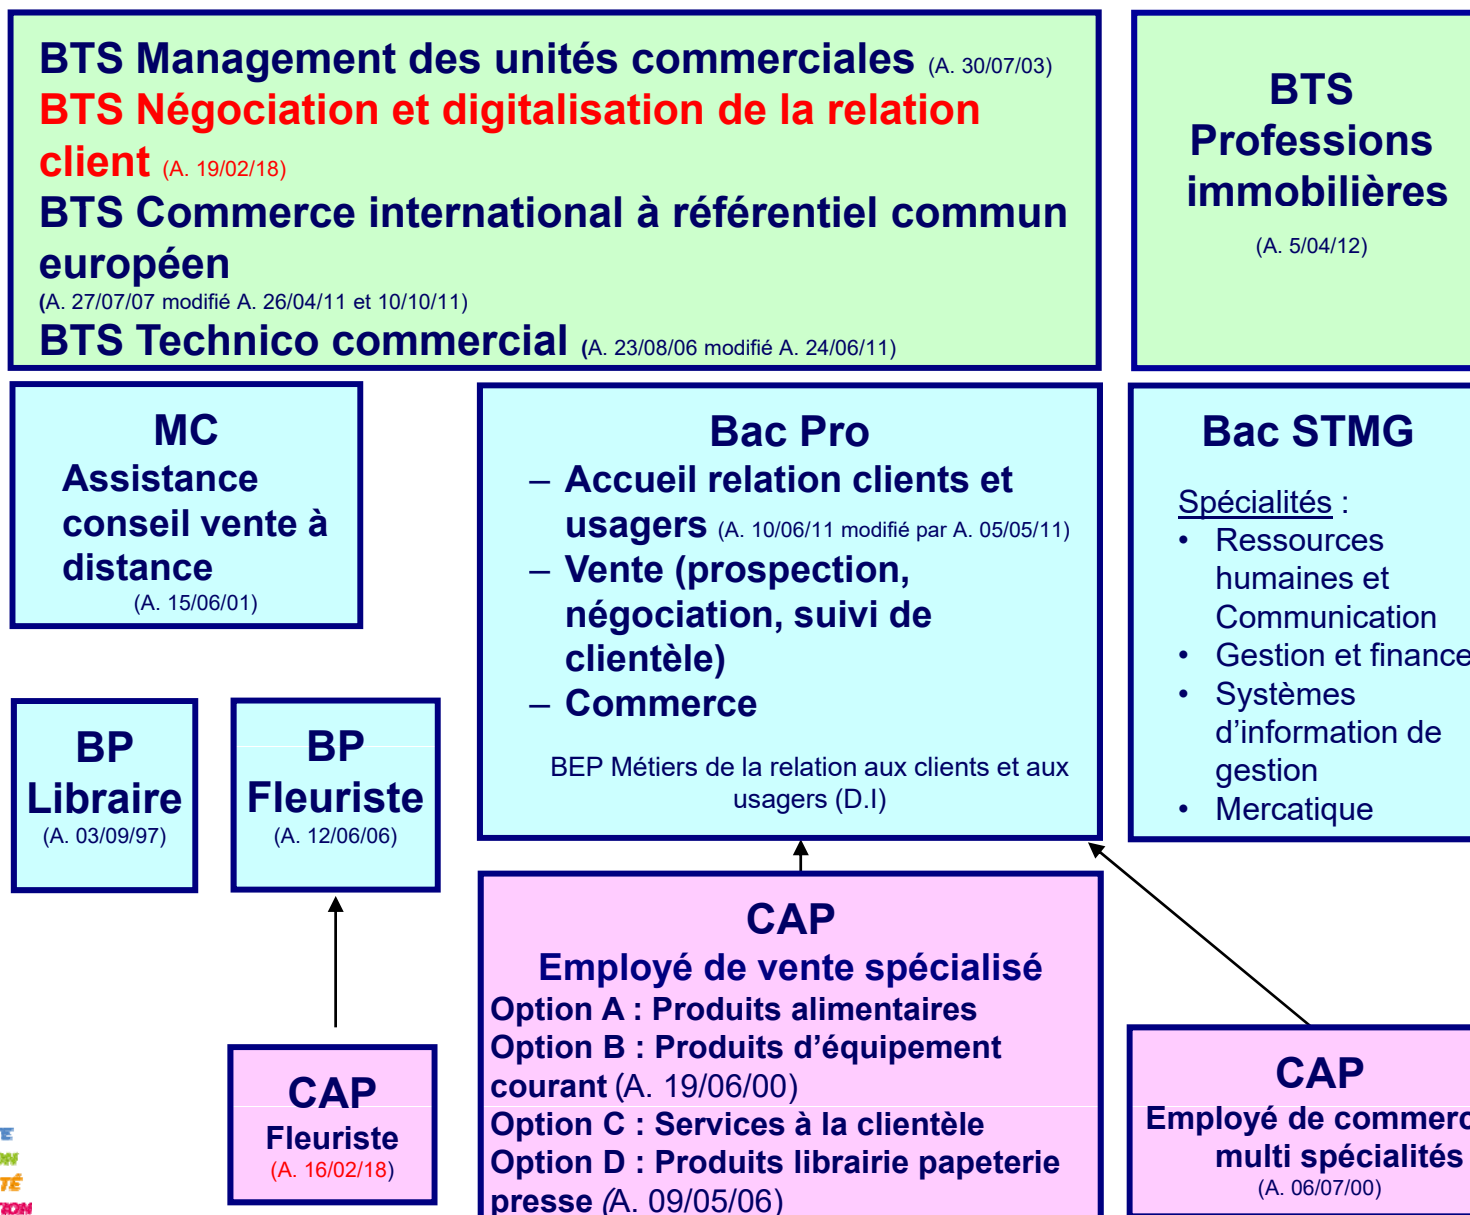 BTS Management des unités commerciales (A. 30/07/03)
BTS Négociation et digitalisation de la relation
client (A. 19/02/18)
BTS Commerce international à référentiel commun
européen
(A. 27/07/07 modifié A. 26/04/11 et 10/10/11)
BTS Technico commercial (A. 23/08/06 modifié A. 24/06/11)
BTS
Professions
immobilières
(A. 5/04/12)
MC
Assistance
conseil vente à
distance
(A. 15/06/01)
Bac Pro
– Accueil relation clients et
usagers (A. 10/06/11 modifié par A. 05/05/11)
– Vente (prospection,
négociation, suivi de
clientèle)
– Commerce
BEP Métiers de la relation aux clients et aux
usagers (D.I)
Bac STMG
Spécialités :
• Ressources
humaines et
Communication
• Gestion et finance
• Systèmes
d’information de
gestion
• Mercatique
BP
Libraire
(A. 03/09/97)
BP
Fleuriste
(A. 12/06/06)
CAP
Fleuriste
(A. 16/02/18)
CAP
Employé de vente spécialisé
Option A : Produits alimentaires
Option B : Produits d’équipement
courant (A. 19/06/00)
Option C : Services à la clientèle
Option D : Produits librairie papeterie
presse (A. 09/05/06)
CAP
Employé de commerc
multi spécialités
(A. 06/07/00)